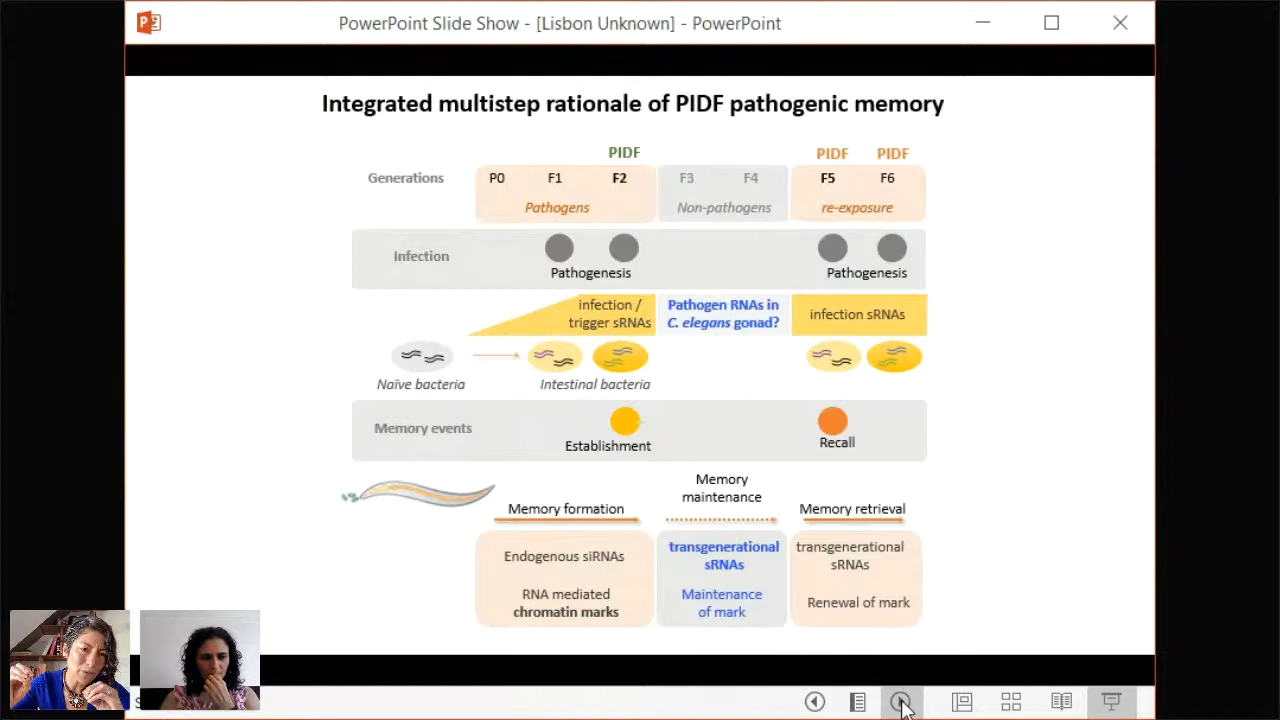 PowerPoint Slide Show - [Lisbon Unknown] - PowerPoint
Integrated multistep rationale of PIDF pathogenic memory
PIDF PIDF PIDF
Generations P0 F1 F2 F3 F4 F5 F6
Pathogens Non-pathogens re-exposure
Infection
Pathogenesis Pathogenesis
infection /
trigger sRNAs
Pathogen RNAs in
C. elegans gonad?
infection sRNAs
Naïve bacteria Intestinal bacteria
Memory events
Establishment Recall
Memory formation
Memory
maintenance
Memory retrieval
Endogenous siRNAs
RNA mediated
chromatin marks
transgenerational
sRNAs
Maintenance
of mark
transgenerational
sRNAs
Renewal of mark